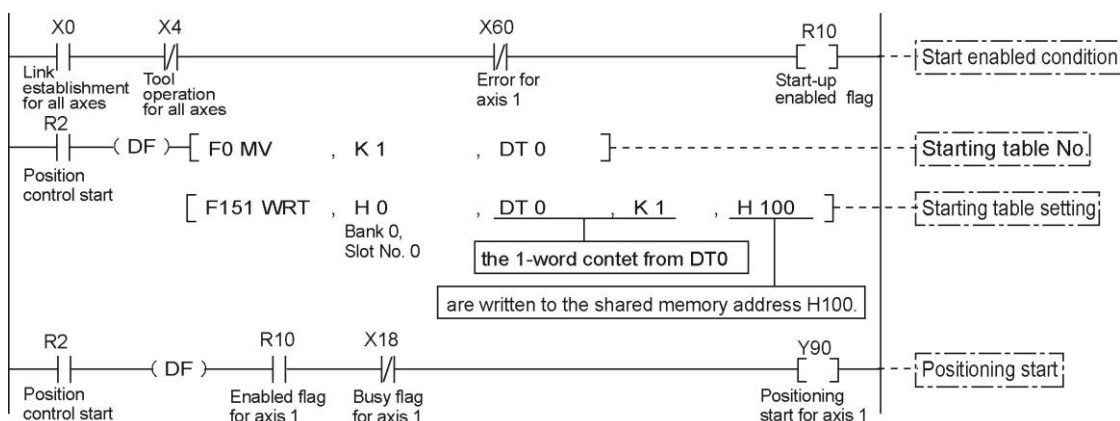 X0 X4 X60 R10
Link
establishment
for all axes
Tool
operation
for all axes
Error for
axis 1
Start-up
enabled flag
Start enabled condition
R2
( DF ) [ F0 MV , K 1 , DT 0 ]
Starting table No.
Position
control start
[ F151 WRT , H 0 , DT 0 , K 1 , H 100 ]
Starting table setting
Bank 0,
Slot No. 0
the 1-word contet from DT0
are written to the shared memory address H100.
R2 R10 X18 Y90
( DF )
Positioning start
Position
control start
Enabled flag
for axis 1
Busy flag
for axis 1
Positioning
start for axis 1